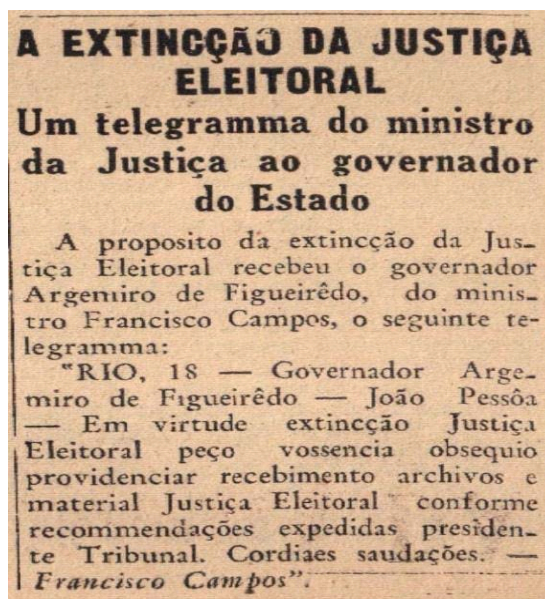 A EXTINCÇÃO DA JUSTIÇA
ELEITORAL
Um telegramma do ministro
da Justiça ao governador
do Estado
A proposito da extincção da Jus-
tiça Eleitoral recebeu o governador
Argemiro de Figueirêdo, do minis-
tro Francisco Campos, o seguinte te-
legramma:
"RIO, 18 — Governador Arge-
miro de Figueirêdo — João Pessôa
— Em virtude extincção Justiça
Eleitoral peço vossencia obsequio
providenciar recebimento archivos e
material Justiça Eleitoral conforme
recommendações expedidas presiden-
te Tribunal. Cordiaes saudações. —
Francisco Campos".